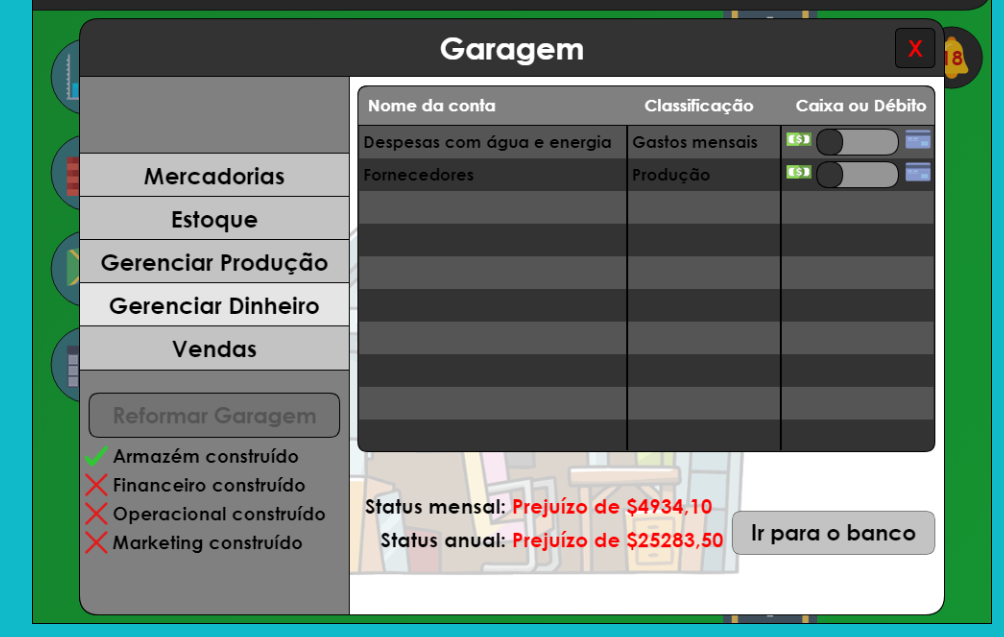 Garagem
X
18
Mercadorias
Estoque
Gerenciar Produção
Gerenciar Dinheiro
Vendas
Reformar Garagem
Armazém construído
Financeiro construído
Operacional construído
Marketing construído
Nome da conta Classificação Caixa ou Débito
Despesas com água e energia Gastos mensais
Fornecedores Produção
Status mensal: Prejuízo de $4934,10
Status anual: Prejuízo de $25283,50
Ir para o banco